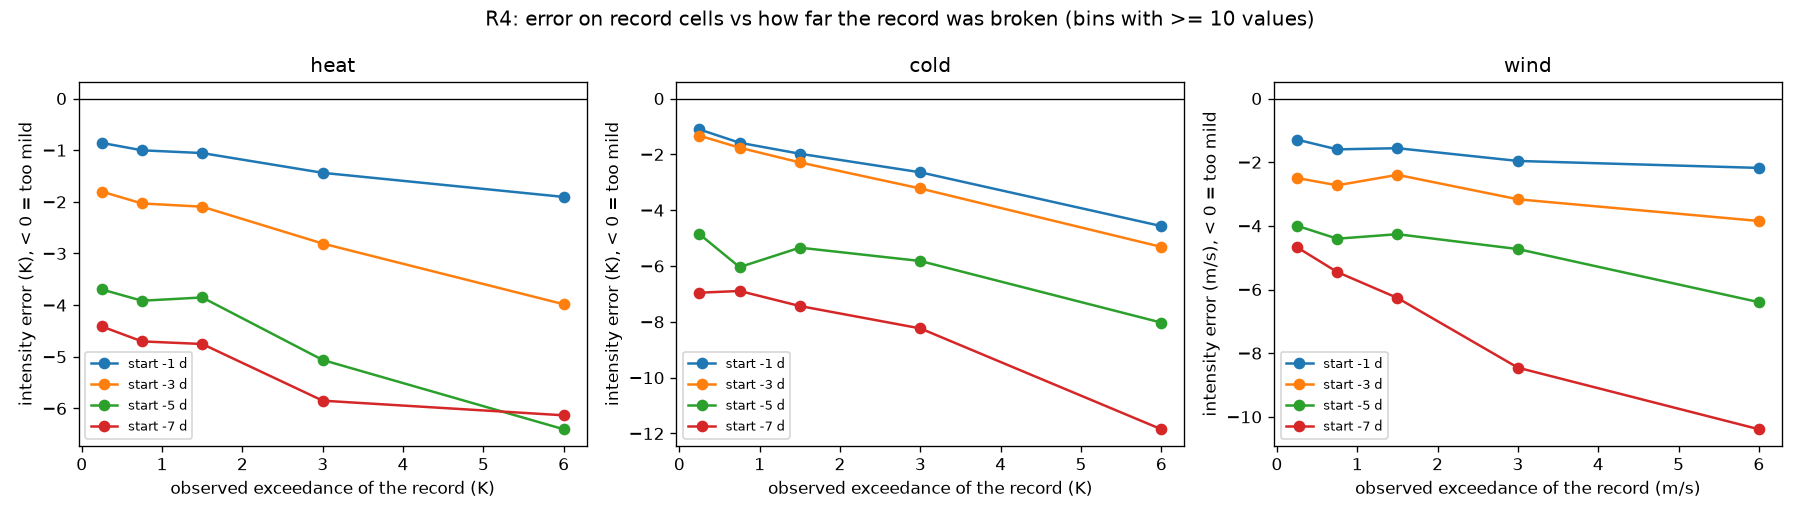 R4: error on record cells vs how far the record was broken (bins with >= 10 values)
heat
intensity error (K), < 0 = too mild
0
−1
−2
−3
−4
−5
−6
start -1 d
start -3 d
start -5 d
start -7 d
0 1 2 3 4 5 6
observed exceedance of the record (K)
cold
intensity error (K), < 0 = too mild
0
−2
−4
−6
−8
−10
−12
start -1 d
start -3 d
start -5 d
start -7 d
0 1 2 3 4 5 6
observed exceedance of the record (K)
wind
intensity error (m/s), < 0 = too mild
0
−2
−4
−6
−8
−10
start -1 d
start -3 d
start -5 d
start -7 d
0 1 2 3 4 5 6
observed exceedance of the record (m/s)